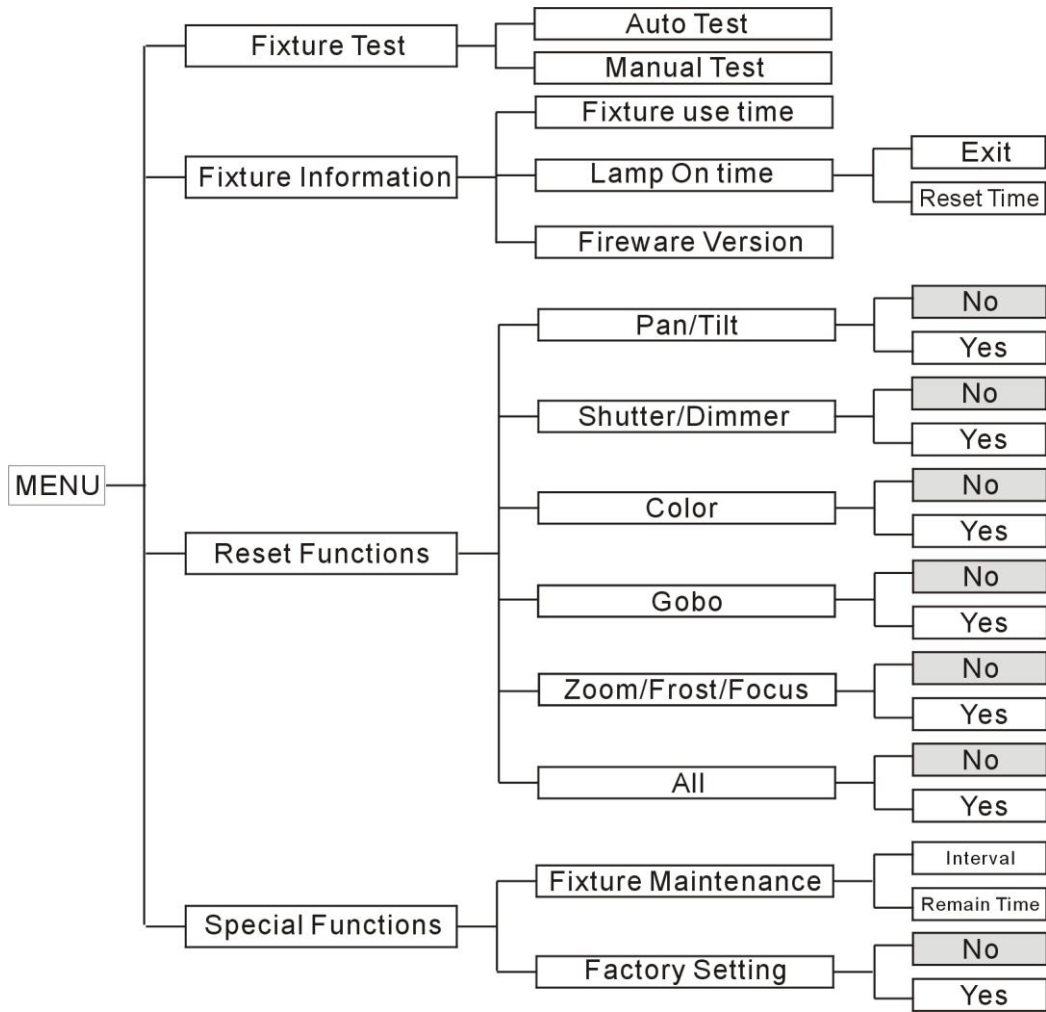 MENU
Fixture Test
Auto Test
Manual Test
Fixture Information
Fixture use time
Lamp On time
Exit
Reset Time
Fireware Version
Reset Functions
Pan/Tilt
No
Yes
Shutter/Dimmer
No
Yes
Color
No
Yes
Gobo
No
Yes
Zoom/Frost/Focus
No
Yes
All
No
Yes
Special Functions
Fixture Maintenance
Interval
Remain Time
Factory Setting
No
Yes